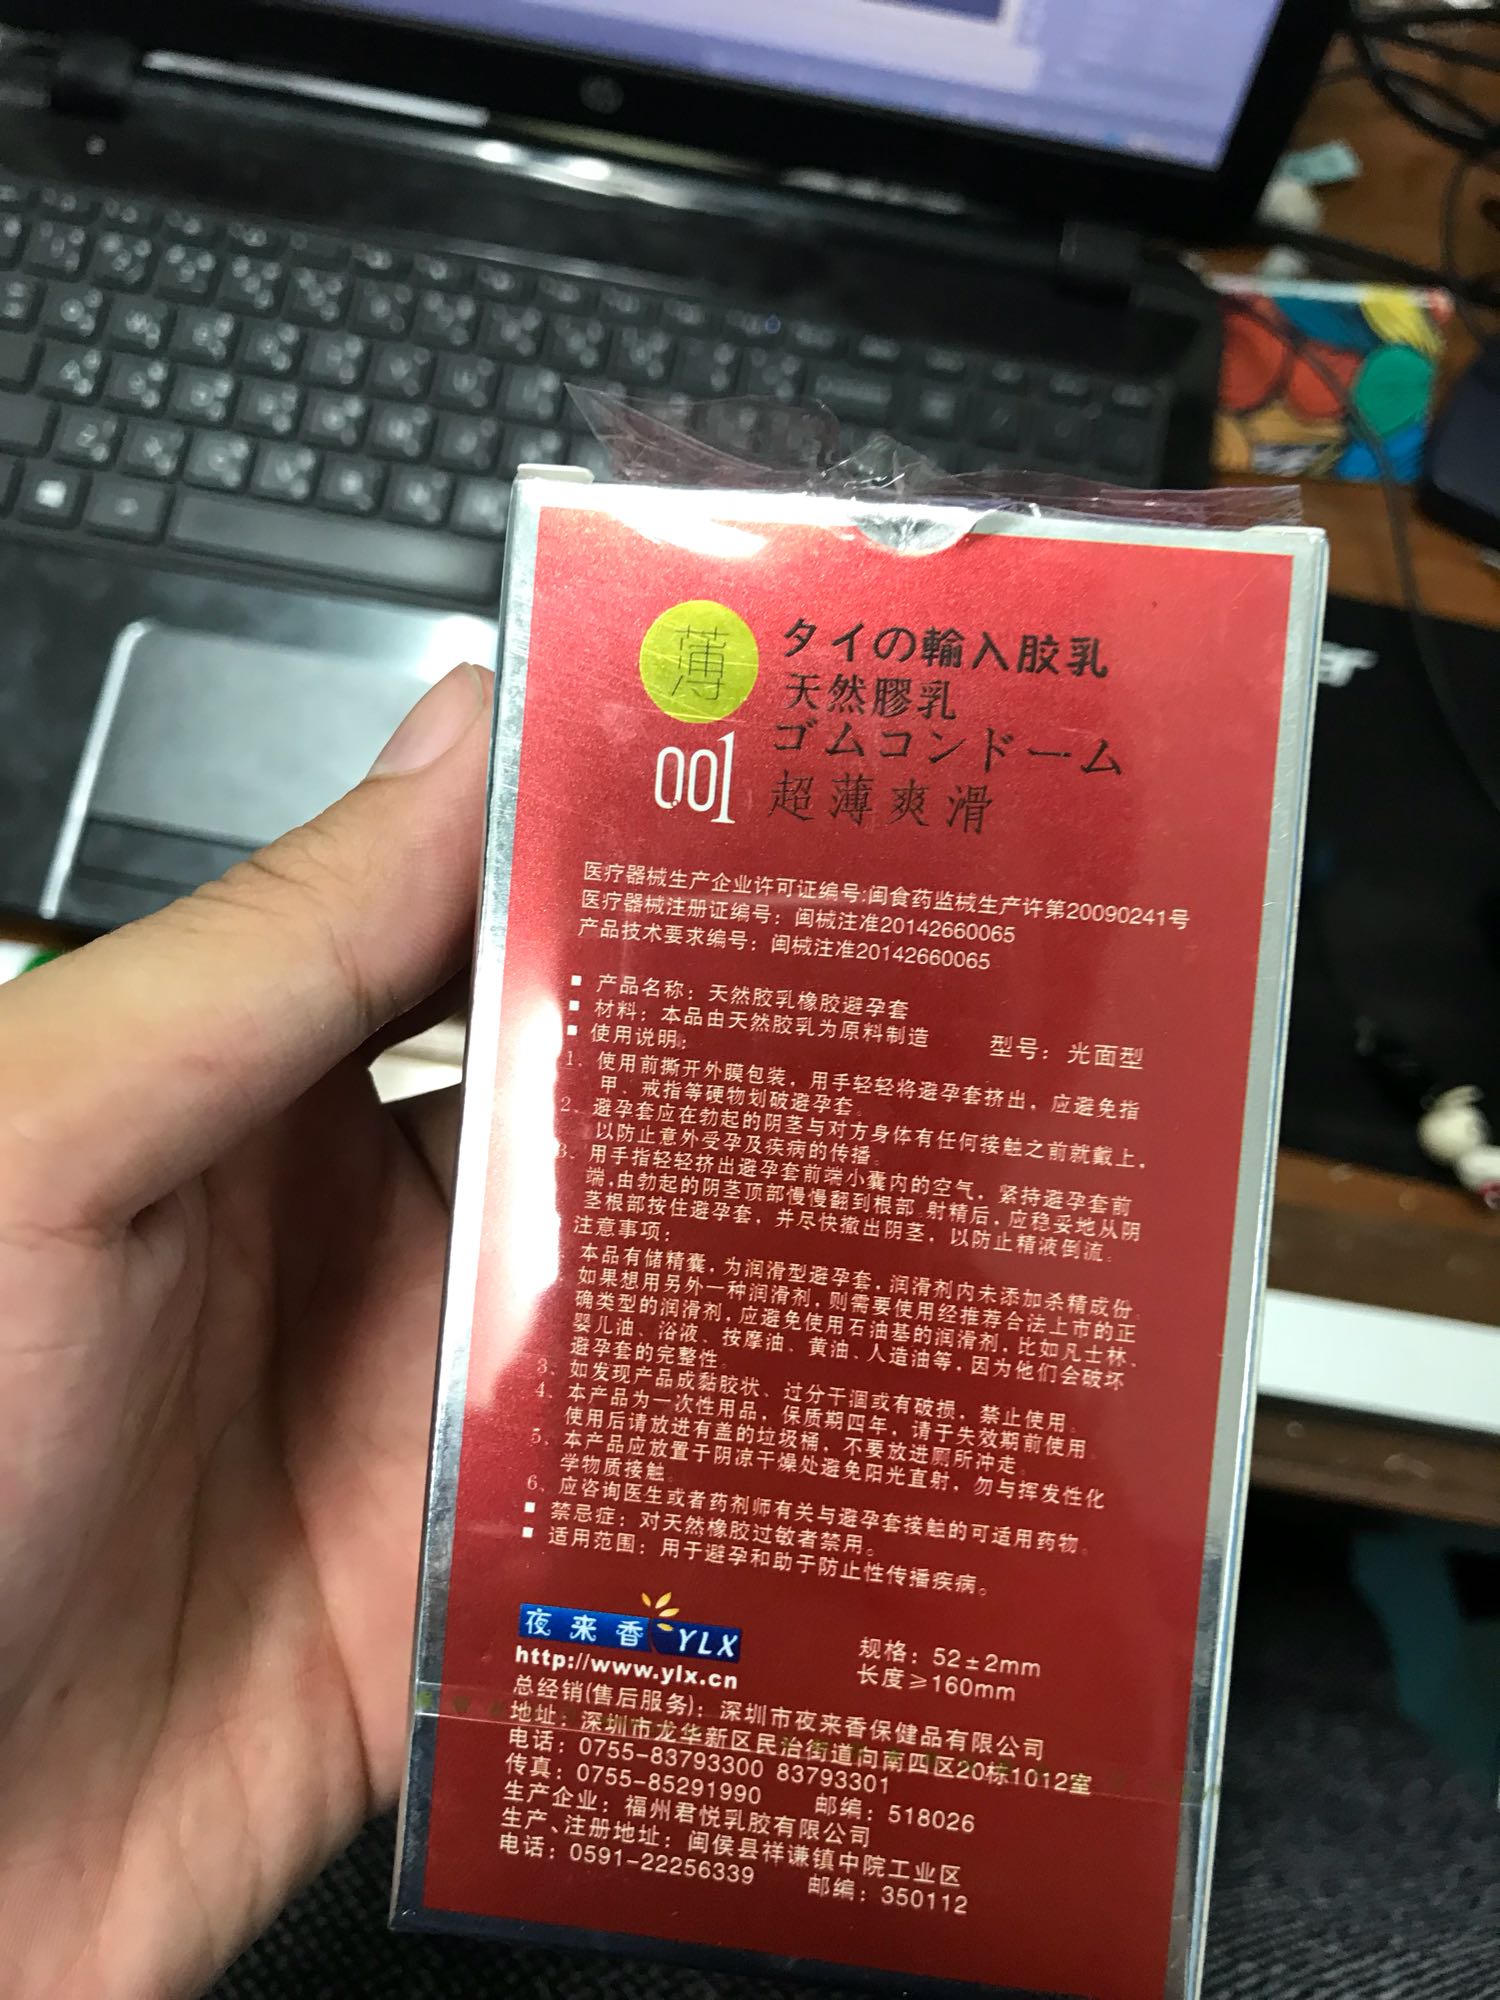 薄
0.01
タイの輸入胶乳
天然膠乳
ゴムコンドーム
超薄爽滑
医疗器械生产企业许可证编号:闽食药监械生产许第20090241号
医疗器械注册证编号：闽械注准20142660065
产品技术要求编号：闽械注准20142660065
■ 产品名称：天然胶乳橡胶避孕套
■ 材料：本品由天然胶乳为原料制造 型号：光面型
■ 使用说明：
1、使用前撕开外膜包装，用手轻轻将避孕套挤出，应避免指
甲、戒指等硬物划破避孕套。
2、避孕套应在勃起的阴茎与对方身体有任何接触之前就戴上，
以防止意外受孕及疾病的传播。
3、用手指轻轻挤出避孕套前端小囊内的空气，紧持避孕套前
端,由勃起的阴茎顶部慢慢翻到根部.射精后，应稳妥地从阴
茎根部按住避孕套，并尽快撤出阴茎，以防止精液倒流。
注意事项：
本品有储精囊，为润滑型避孕套，润滑剂内未添加杀精成份.
如果想用另外一种润滑剂,则需要使用经推荐合法上市的正
确类型的润滑剂，应避免使用石油基的润滑剂，比如凡士林、
婴儿油、浴液、按摩油、黄油、人造油等，因为他们会破坏
避孕套的完整性。
3、如发现产品成黏胶状、过分干涸或有破损，禁止使用。
4、本产品为一次性用品，保质期四年，请于失效期前使用.
使用后请放进有盖的垃圾桶，不要放进厕所冲走。
5、本产品应放置于阴凉干燥处避免阳光直射，勿与挥发性化
学物质接触。
6、应咨询医生或者药剂师有关与避孕套接触的可适用药物。
■ 禁忌症：对天然橡胶过敏者禁用。
■ 适用范围：用于避孕和助于防止性传播疾病。
夜来香 YLX
http://www.ylx.cn
规格：52±2mm
长度≥160mm
总经销(售后服务)：深圳市夜来香保健品有限公司
地址：深圳市龙华新区民治街道向南四区20栋1012室
电话：0755-83793300 83793301
传真：0755-85291990 邮编：518026
生产企业：福州君悦乳胶有限公司
生产、注册地址：闽侯县祥谦镇中院工业区
电话：0591-22256339 邮编：350112